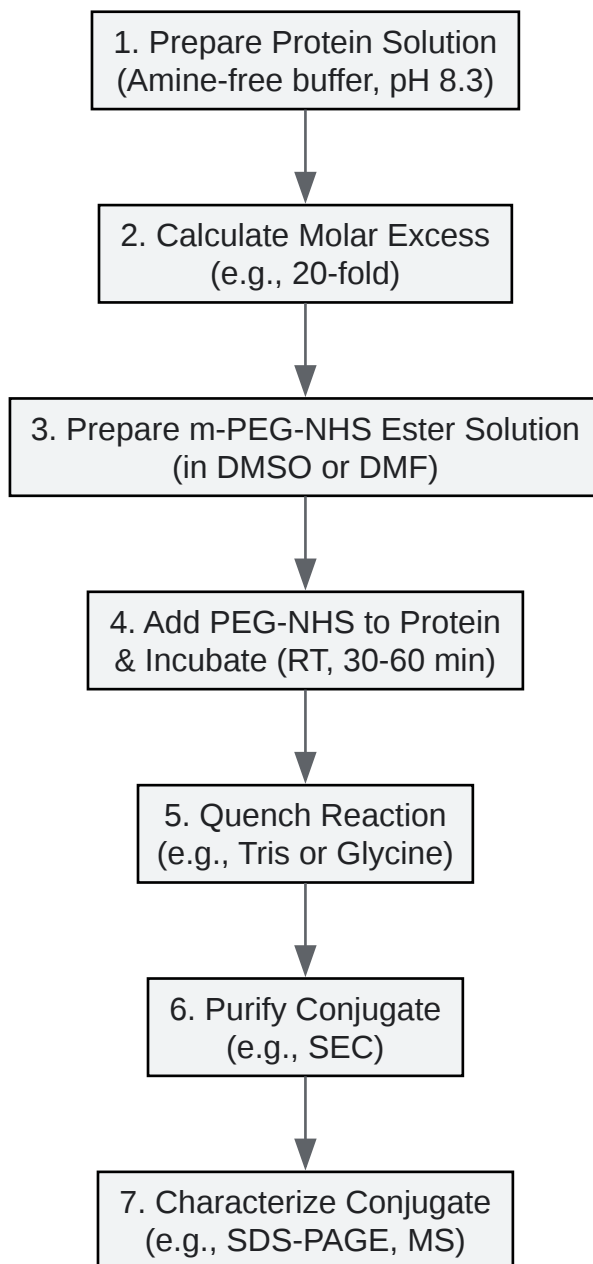 1. Prepare Protein Solution
(Amine-free buffer, pH 8.3)
2. Calculate Molar Excess
(e.g., 20-fold)
3. Prepare m-PEG-NHS Ester Solution
(in DMSO or DMF)
4. Add PEG-NHS to Protein
& Incubate (RT, 30-60 min)
5. Quench Reaction
(e.g., Tris or Glycine)
6. Purify Conjugate
(e.g., SEC)
7. Characterize Conjugate
(e.g., SDS-PAGE, MS)